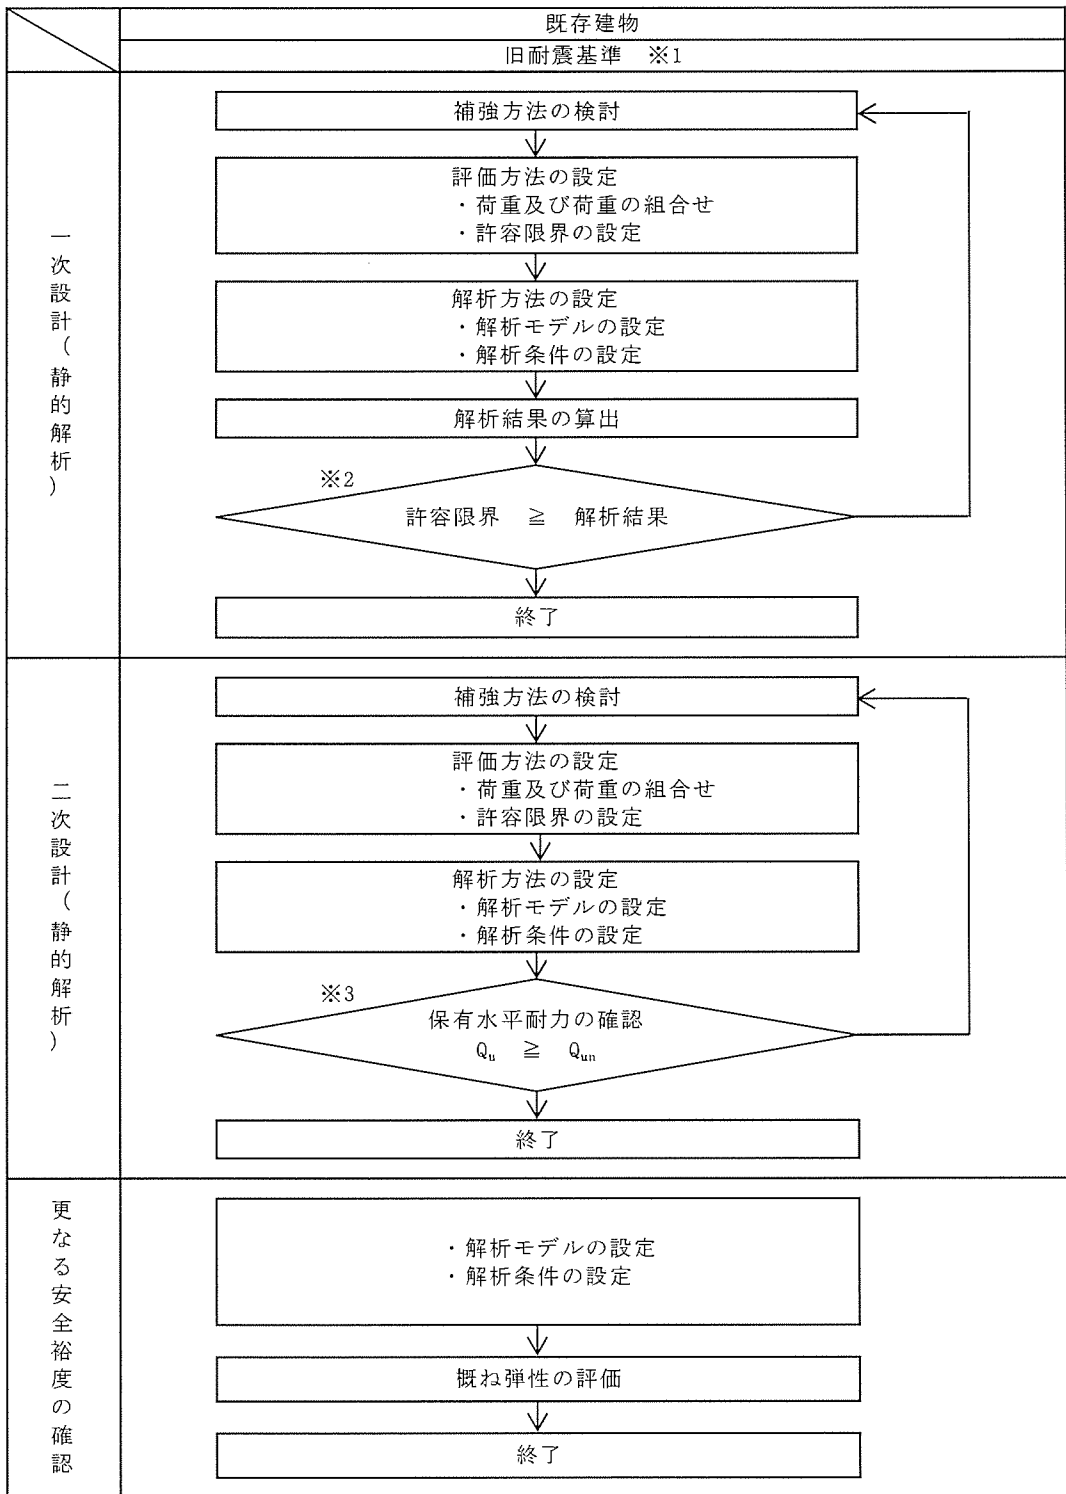 既存建物
旧耐震基準 ※1
一次設計(静的解析)
補強方法の検討
評価方法の設定
・荷重及び荷重の組合せ
・許容限界の設定
解析方法の設定
・解析モデルの設定
・解析条件の設定
解析結果の算出
※2
許容限界 ≧ 解析結果
終了
二次設計(静的解析)
補強方法の検討
評価方法の設定
・荷重及び荷重の組合せ
・許容限界の設定
解析方法の設定
・解析モデルの設定
・解析条件の設定
※3
保有水平耐力の確認
Qu ≧ Qun
終了
更なる安全裕度の確認
・解析モデルの設定
・解析条件の設定
概ね弾性の評価
終了